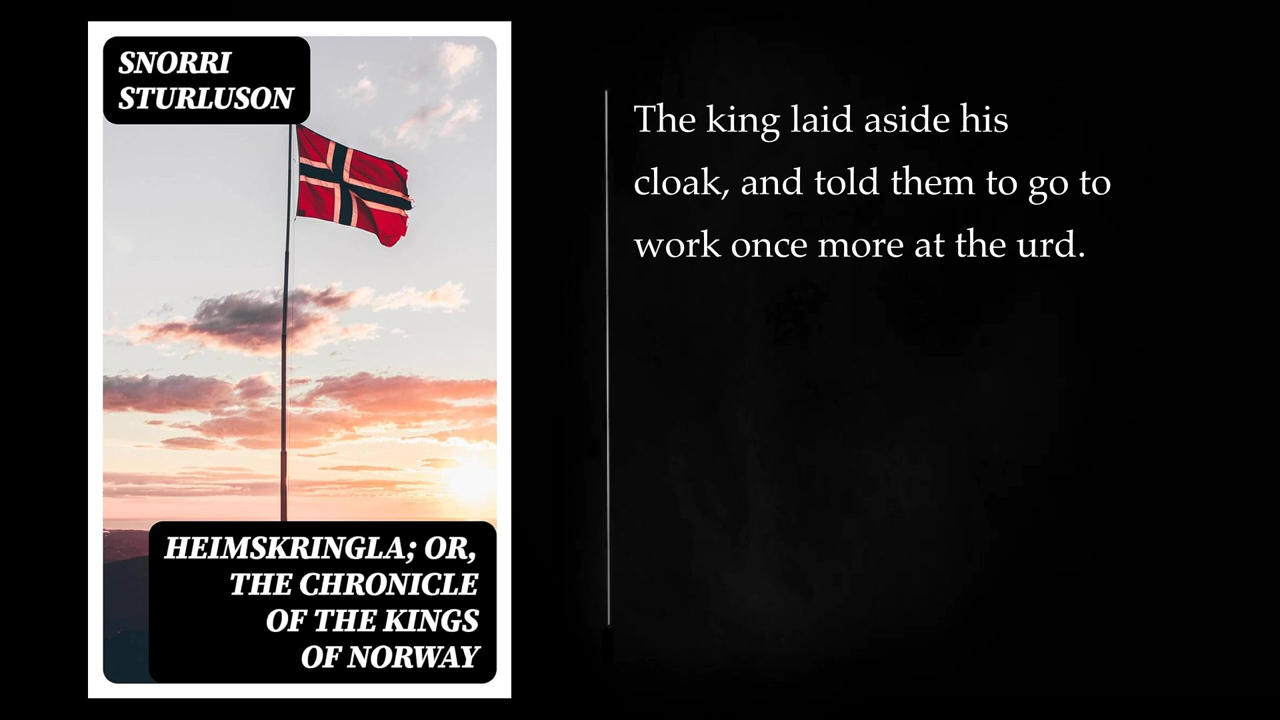 SNORRI
STURLUSON
HEIMSKRINGLA; OR,
THE CHRONICLE
OF THE KINGS
OF NORWAY
The king laid aside his
cloak, and told them to go to
work once more at the urd.